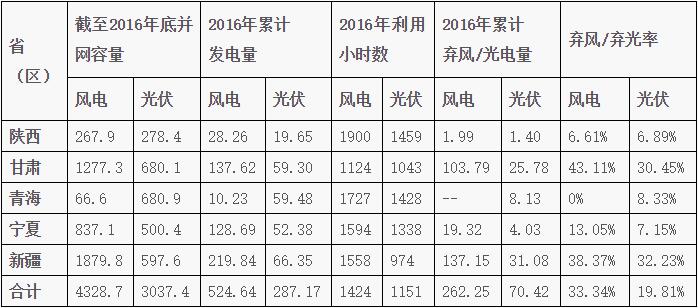 省（区） 截至2016年底并网容量 2016年累计发电量 2016年利用小时数 2016年累计弃风/光电量 弃风/弃光率
风电 光伏 风电 光伏 风电 光伏 风电 光伏 风电 光伏
陕西 267.9 278.4 28.26 19.65 1900 1459 1.99 1.40 6.61% 6.89%
甘肃 1277.3 680.1 137.62 59.30 1124 1043 103.79 25.78 43.11% 30.45%
青海 66.6 680.9 10.23 59.48 1727 1428 -- 8.13 0% 8.33%
宁夏 837.1 500.4 128.69 52.38 1594 1338 19.32 4.03 13.05% 7.15%
新疆 1879.8 597.6 219.84 66.35 1558 974 137.15 31.08 38.37% 32.23%
合计 4328.7 3037.4 524.64 287.17 1424 1151 262.25 70.42 33.34% 19.81%